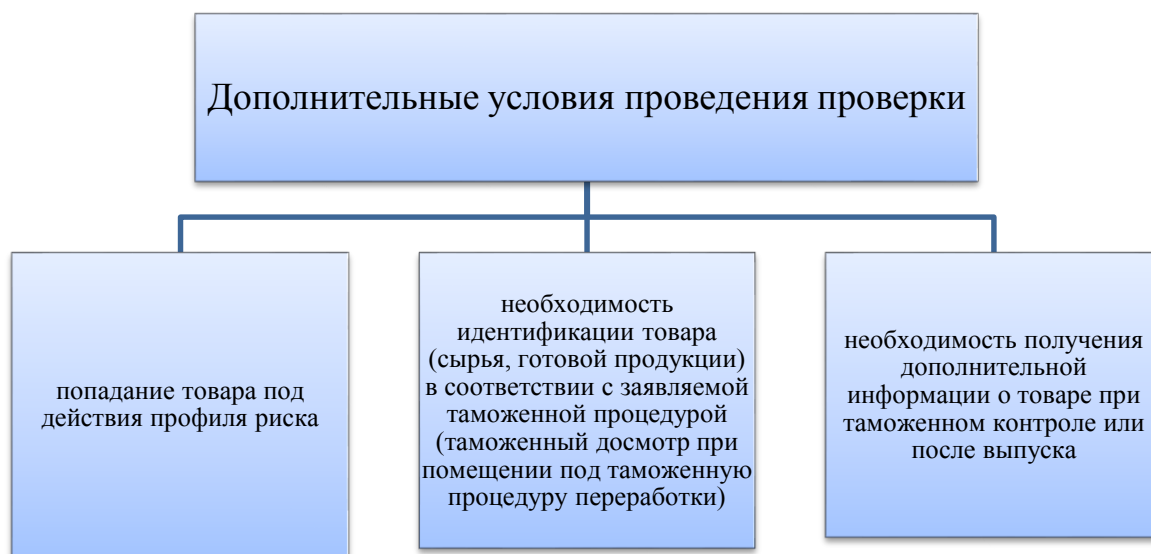 Дополнительные условия проведения проверки
попадание товара под
действия профиля риска
необходимость
идентификации товара
(сырья, готовой продукции)
в соответствии с заявляемой
таможенной процедурой
(таможенный досмотр при
помещении под таможенную
процедуру переработки)
необходимость получения
дополнительной
информации о товаре при
таможенном контроле или
после выпуска